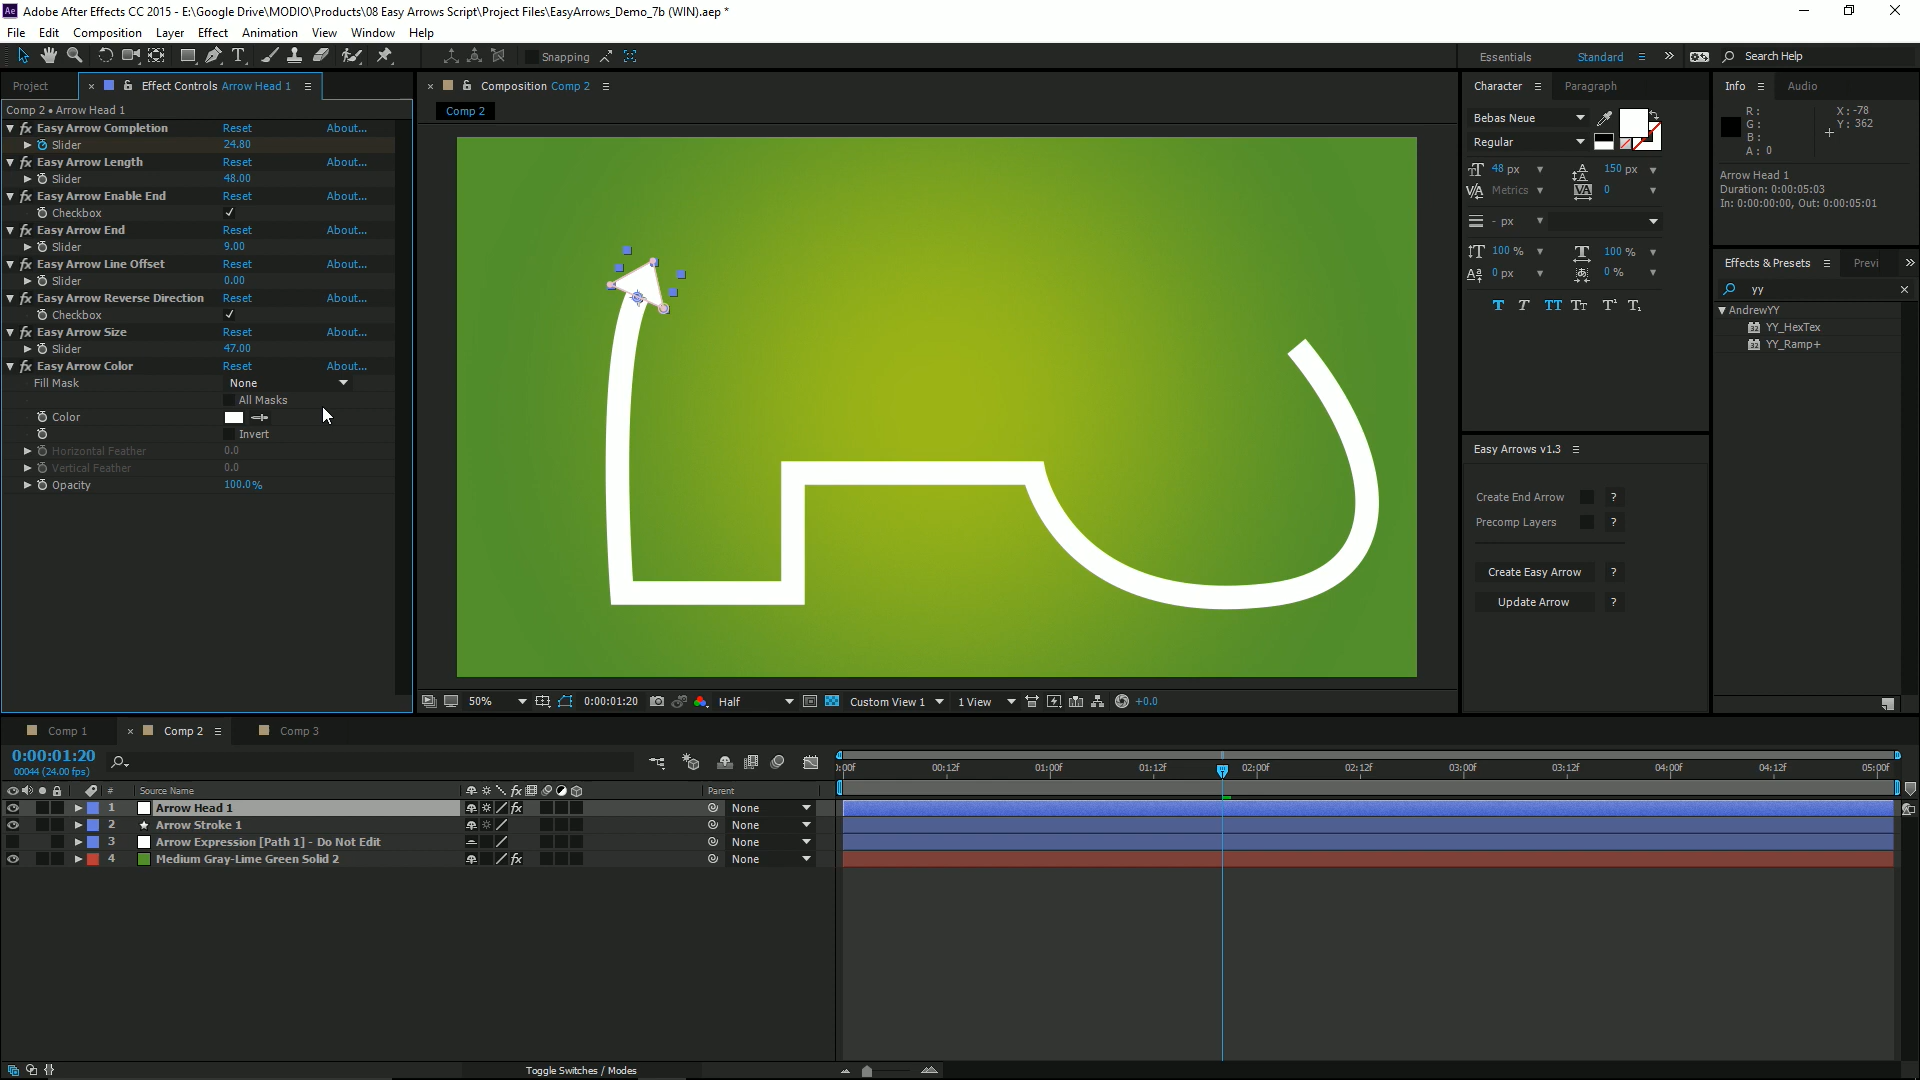 Adobe After Effects CC 2015 - E:\Google Drive\MODIO\Products\08 Easy Arrows Script\Project Files\EasyArrows_Demo_7b (WIN).aep *
File Edit Composition Layer Effect Animation View Window Help
Snapping
Essentials Standard Search Help
Project Effect Controls Arrow Head 1
Comp 2 • Arrow Head 1
Easy Arrow Completion Reset About...
Slider 24.80
Easy Arrow Length Reset About...
Slider 48.00
Easy Arrow Enable End Reset About...
Checkbox
Easy Arrow End Reset About...
Slider 9.00
Easy Arrow Line Offset Reset About...
Slider 0.00
Easy Arrow Reverse Direction Reset About...
Checkbox
Easy Arrow Size Reset About...
Slider 47.00
Easy Arrow Color Reset About...
Fill Mask None
All Masks
Color
Invert
Horizontal Feather 0.0
Vertical Feather 0.0
Opacity 100.0%
Composition Comp 2
Comp 2
50% 0:00:01:20 Half Custom View 1 1 View +0.0
Character Paragraph
Bebas Neue
Regular
48 px 150 px
Metrics 0
- px
100 % 100 %
0 px 0 %
Easy Arrows v1.3
Create End Arrow ?
Precomp Layers ?
Create Easy Arrow ?
Update Arrow ?
Info Audio
R: X: -78
G: Y: 362
B:
A: 0
Arrow Head 1
Duration: 0:00:05:03
In: 0:00:00:00, Out: 0:00:05:01
Effects & Presets Previ
yy
AndrewYY
YY_HexTex
YY_Ramp+
Comp 1 Comp 2 Comp 3
0:00:01:20
00044 (24.00 fps)
# Source Name Parent
1 Arrow Head 1 None
2 Arrow Stroke 1 None
3 Arrow Expression [Path 1] - Do Not Edit None
4 Medium Gray-Lime Green Solid 2 None
):00f 00:12f 01:00f 01:12f 02:00f 02:12f 03:00f 03:12f 04:00f 04:12f 05:00f
Toggle Switches / Modes